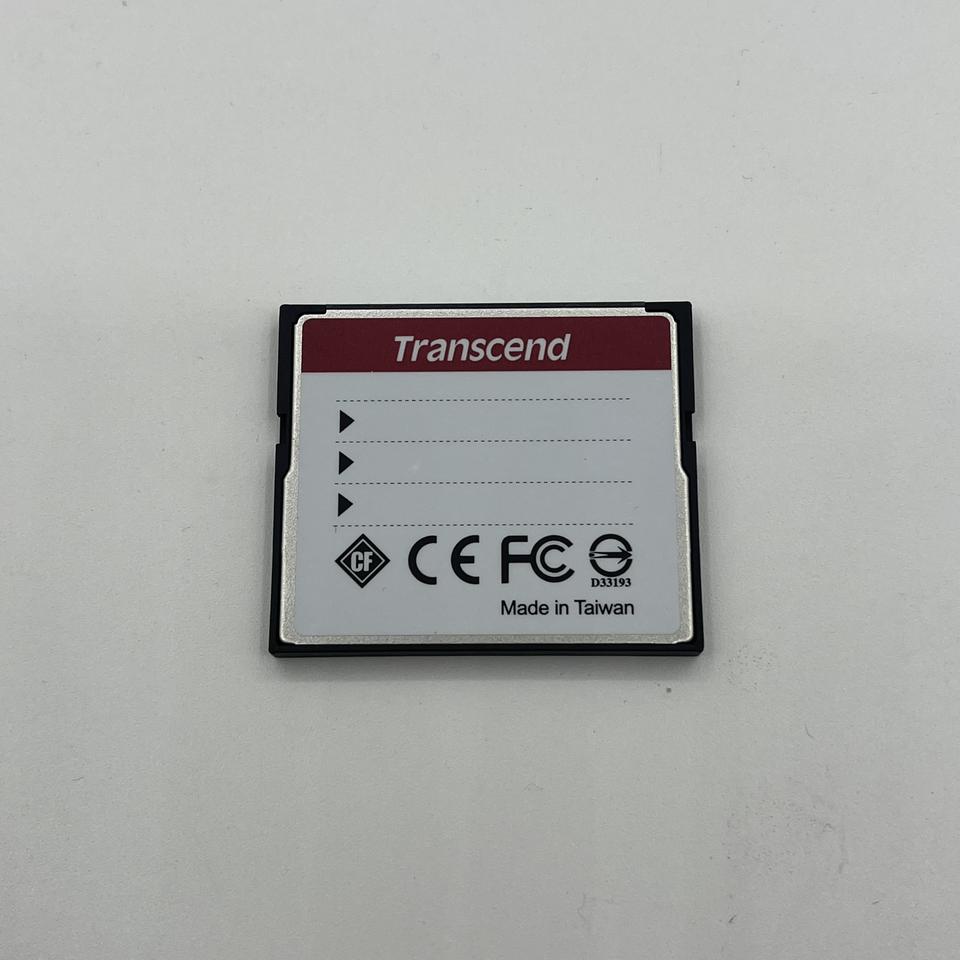 Transcend
CF CE FC
D33193
Made in Taiwan